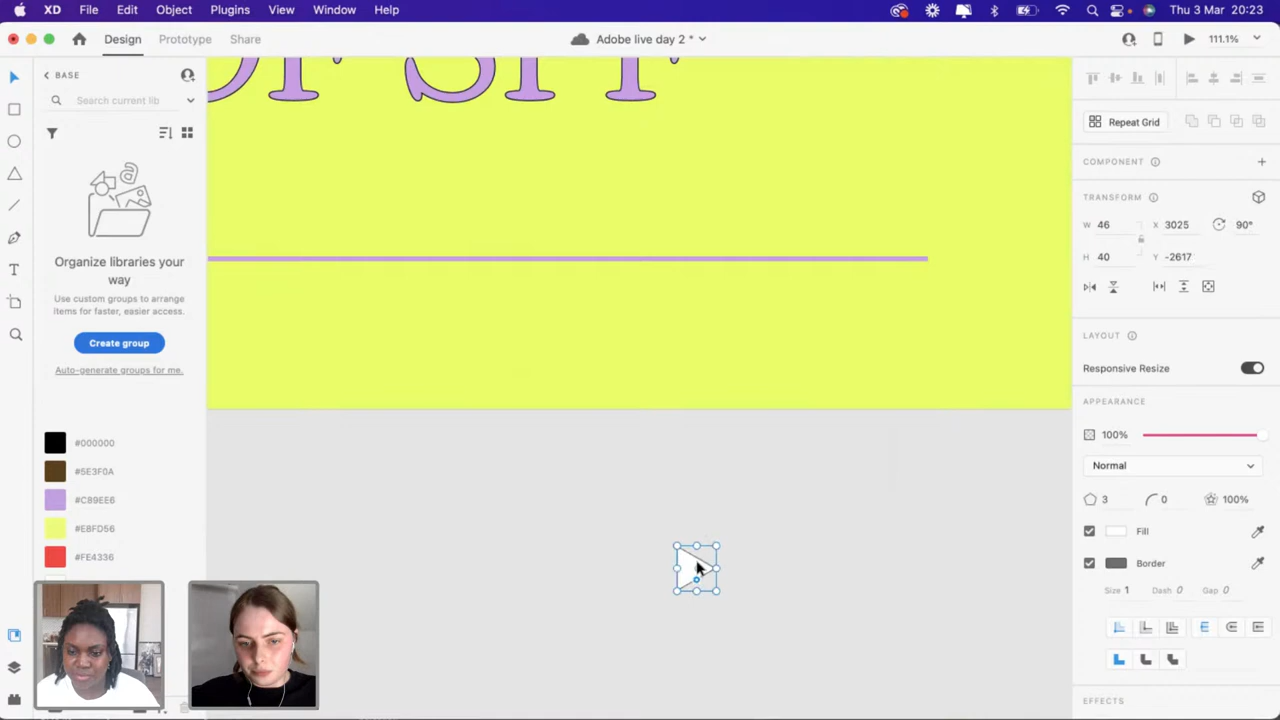 XD File Edit Object Plugins View Window Help Thu 3 Mar 20:23
Design Prototype Share Adobe live day 2 * 111.1%
BASE
Search current lib
Repeat Grid
COMPONENT
TRANSFORM
W 46 X 3025 90°
H 40 Y -2617
Organize libraries your
way
Use custom groups to arrange
items for faster, easier access.
Create group
Auto-generate groups for me.
LAYOUT
Responsive Resize
APPEARANCE
100%
Normal
3 0 100%
Fill
Border
Size 1 Dash 0 Gap 0
EFFECTS
#000000
#5E3F0A
#C89EE6
#E8FD56
#FE4336